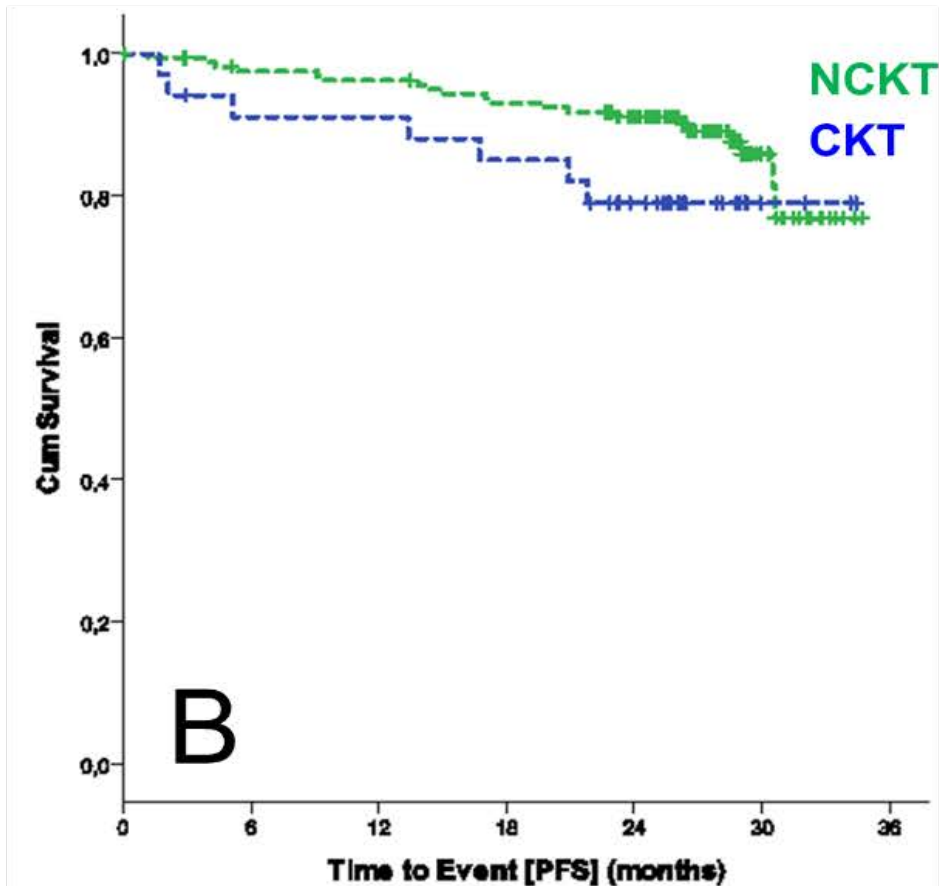 NCKT
CKT
Cum Survival
1,0
0,8
0,6
0,4
0,2
0,0
B
0 6 12 18 24 30 36
Time to Event [PFS] (months)